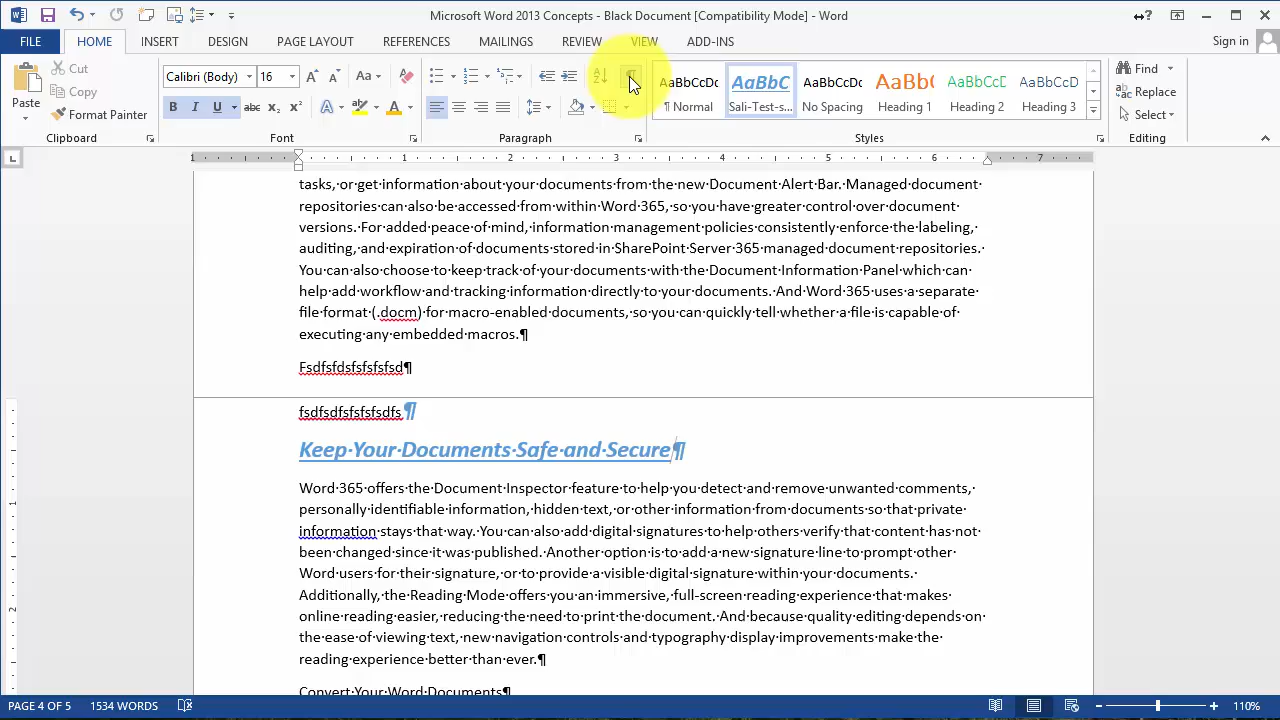 Microsoft Word 2013 Concepts - Black Document [Compatibility Mode] - Word
FILE HOME INSERT DESIGN PAGE LAYOUT REFERENCES MAILINGS REVIEW VIEW ADD-INS Sign in
Paste
Cut
Copy
Format Painter
Clipboard
Calibri (Body) 16
Font
Paragraph
AaBbCcDc AaBbC AaBbCcDc AaBbC AaBbCcD AaBbCcD
¶ Normal Sali-Test-s... No Spacing Heading 1 Heading 2 Heading 3
Styles
Find
Replace
Select
Editing
1 1 2 3 4 5 6 7
tasks,·or·get·information·about·your·documents·from·the·new·Document·Alert·Bar.·Managed·document·
repositories·can·also·be·accessed·from·within·Word·365,·so·you·have·greater·control·over·document·
versions.·For·added·peace·of·mind,·information·management·policies·consistently·enforce·the·labeling,·
auditing,·and·expiration·of·documents·stored·in·SharePoint·Server·365·managed·document·repositories.·
You·can·also·choose·to·keep·track·of·your·documents·with·the·Document·Information·Panel·which·can·
help·add·workflow·and·tracking·information·directly·to·your·documents.·And·Word·365·uses·a·separate·
file·format·(.docm)·for·macro-enabled·documents,·so·you·can·quickly·tell·whether·a·file·is·capable·of·
executing·any·embedded·macros.¶
Fsdfsfdsfsfsfsfsd¶
fsdfsdfsfsfsfsdfs¶
Keep·Your·Documents·Safe·and·Secure¶
Word·365·offers·the·Document·Inspector·feature·to·help·you·detect·and·remove·unwanted·comments,·
personally·identifiable·information,·hidden·text,·or·other·information·from·documents·so·that·private·
information·stays·that·way.·You·can·also·add·digital·signatures·to·help·others·verify·that·content·has·not·
been·changed·since·it·was·published.·Another·option·is·to·add·a·new·signature·line·to·prompt·other·
Word·users·for·their·signature,·or·to·provide·a·visible·digital·signature·within·your·documents.·
Additionally,·the·Reading·Mode·offers·you·an·immersive,·full-screen·reading·experience·that·makes·
online·reading·easier,·reducing·the·need·to·print·the·document.·And·because·quality·editing·depends·on·
the·ease·of·viewing·text,·new·navigation·controls·and·typography·display·improvements·make·the·
reading·experience·better·than·ever.¶
Convert·Your·Word·Documents¶
PAGE 4 OF 5 1534 WORDS 110%